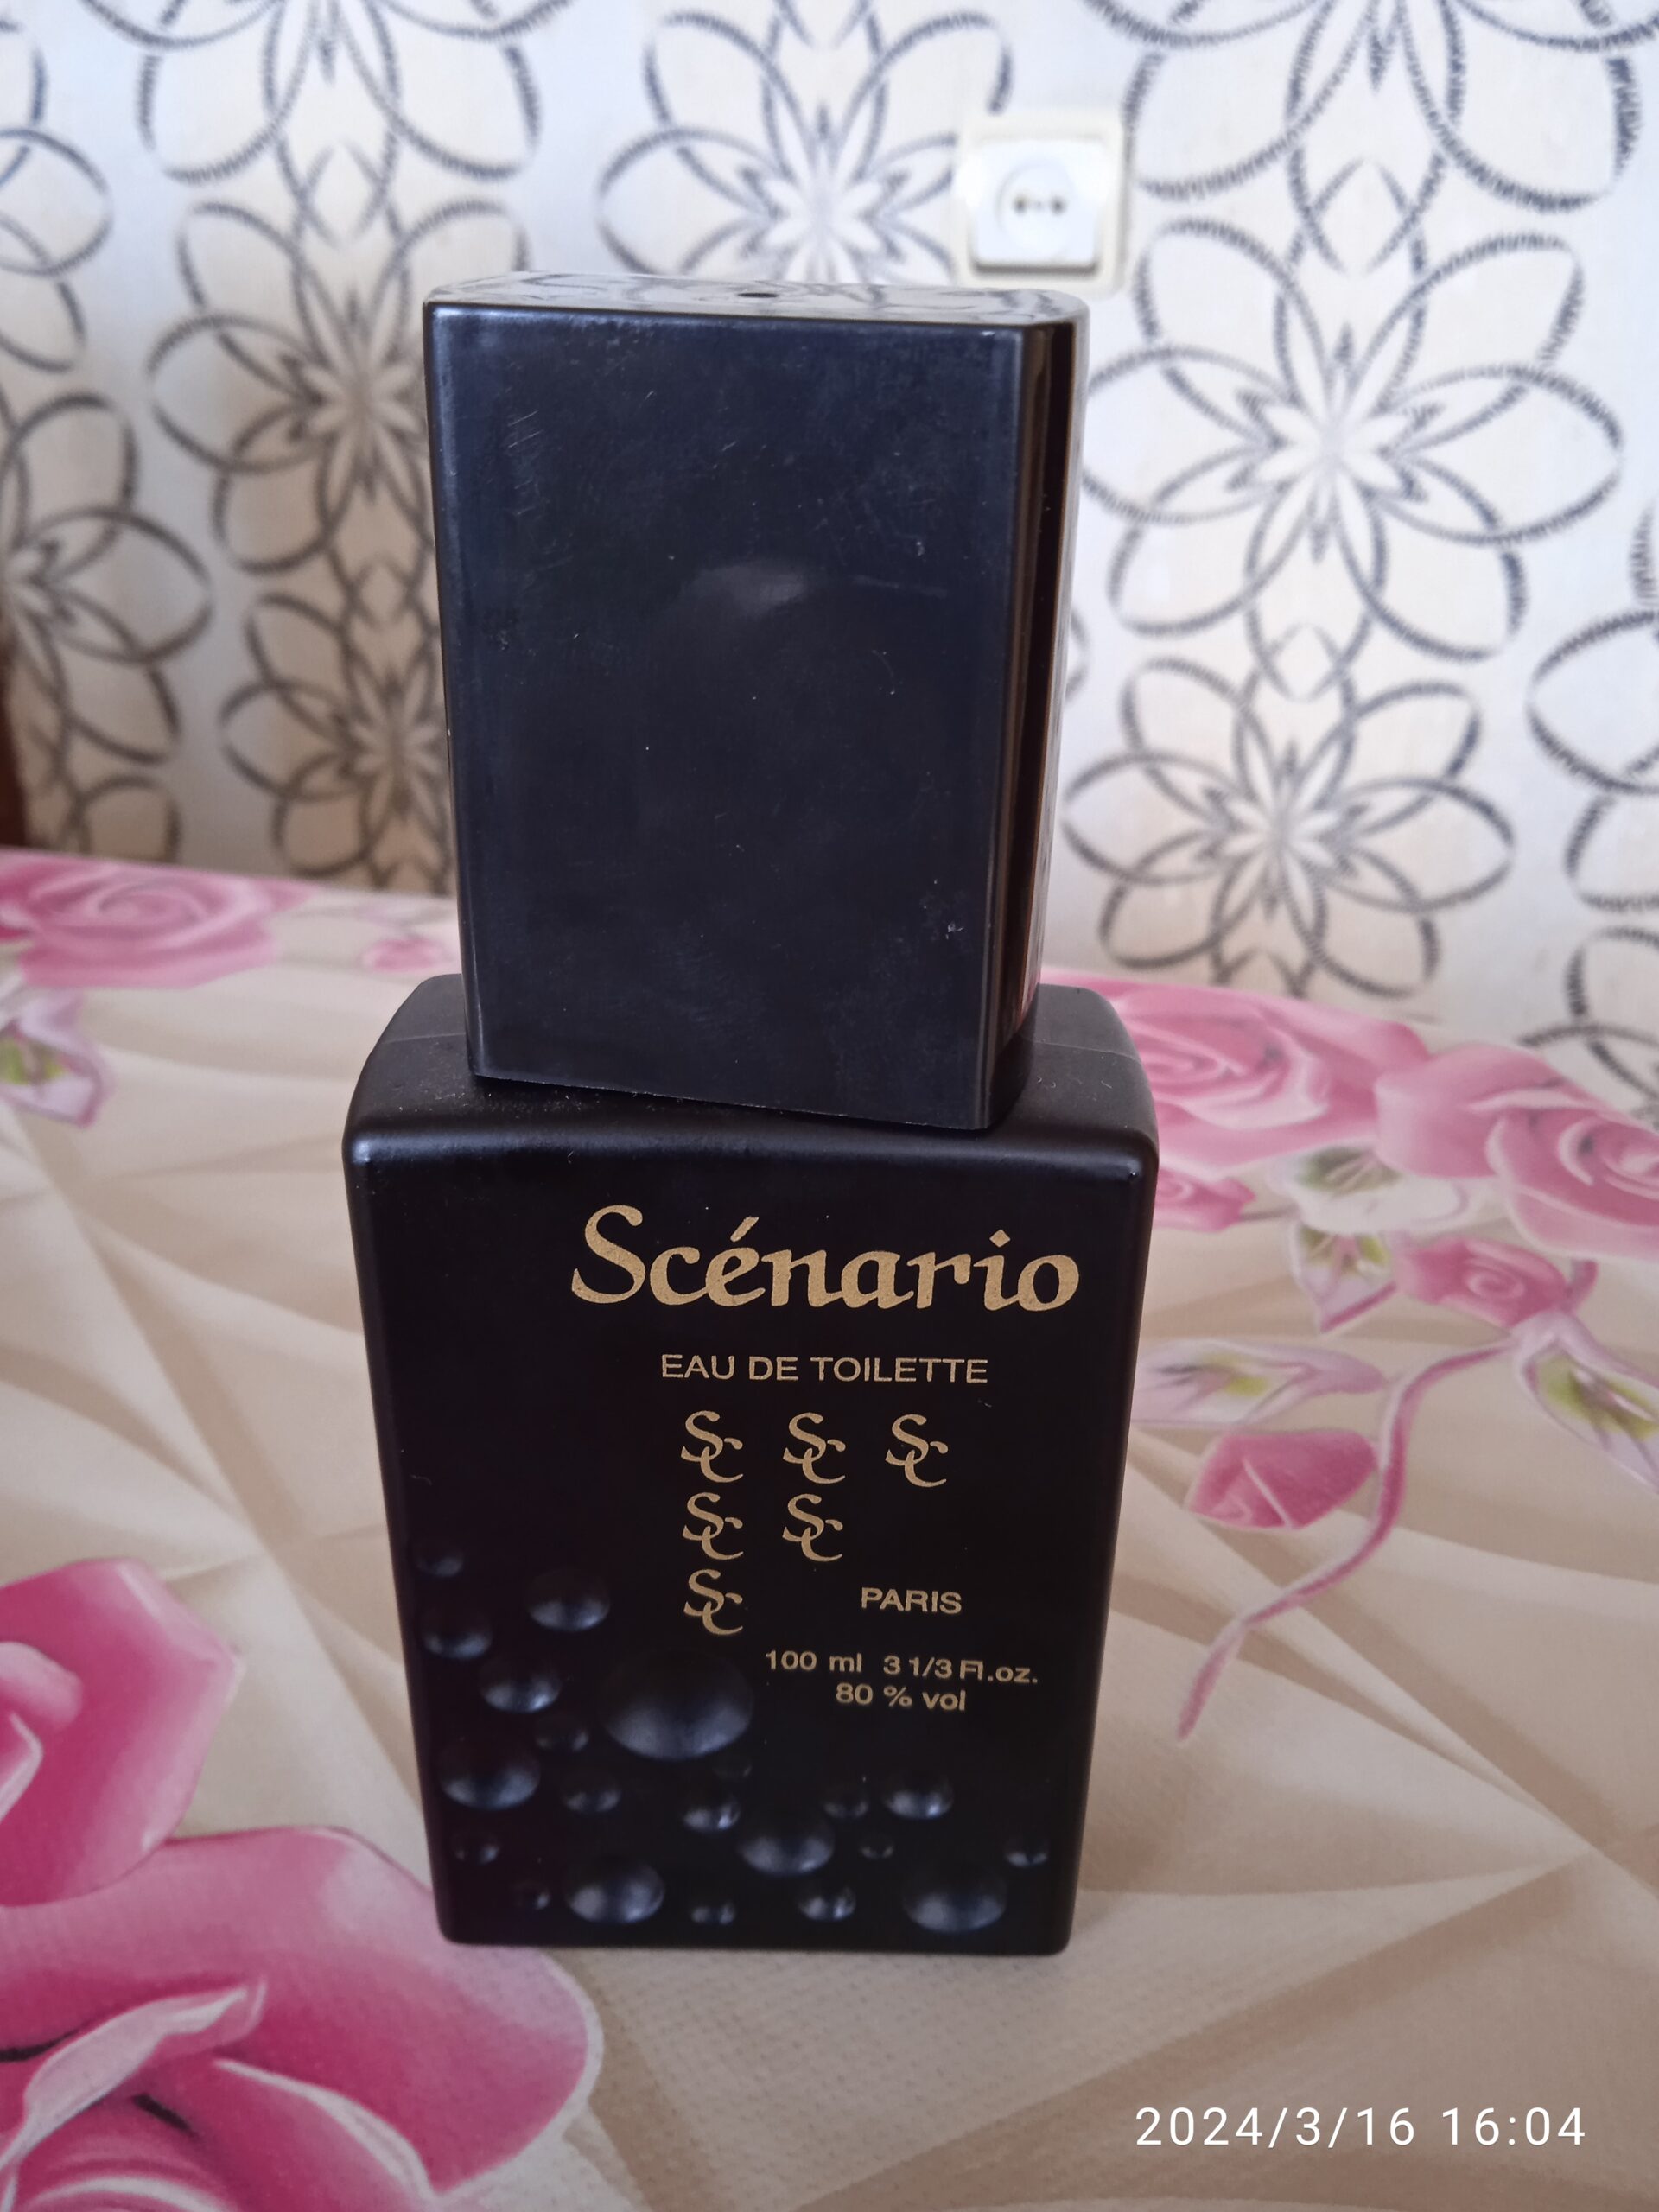 Scénario
EAU DE TOILETTE
SC SC SC
SC SC
SC
PARIS
100 ml 3 1/3 Fl.oz.
80 % vol
2024/3/16 16:04